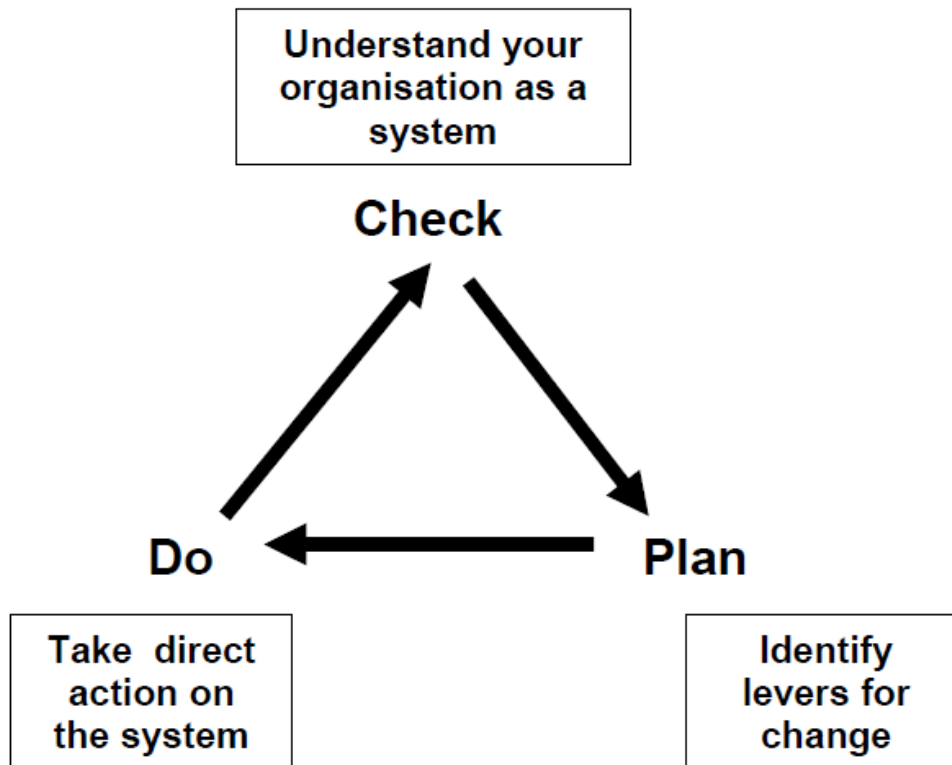 Understand your
organisation as a
system
Check
Do
Plan
Take direct
action on
the system
Identify
levers for
change